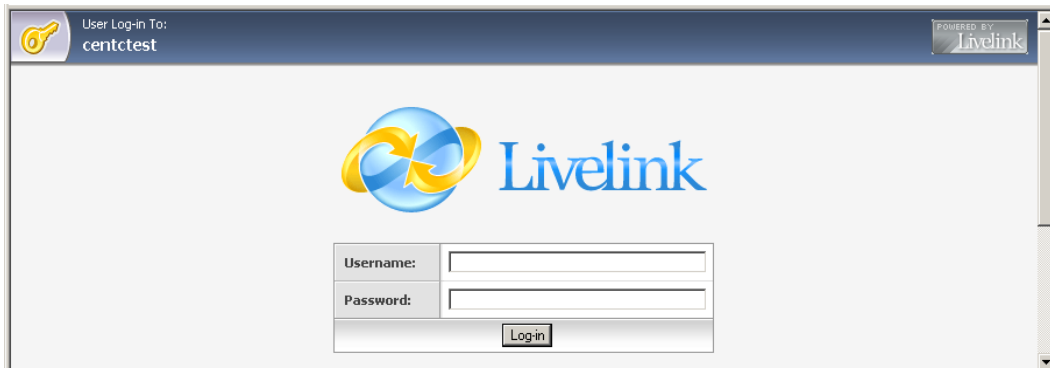 User Log-in To:
centctest
POWERED BY
Livelink
Livelink
Username:
Password:
Log-in